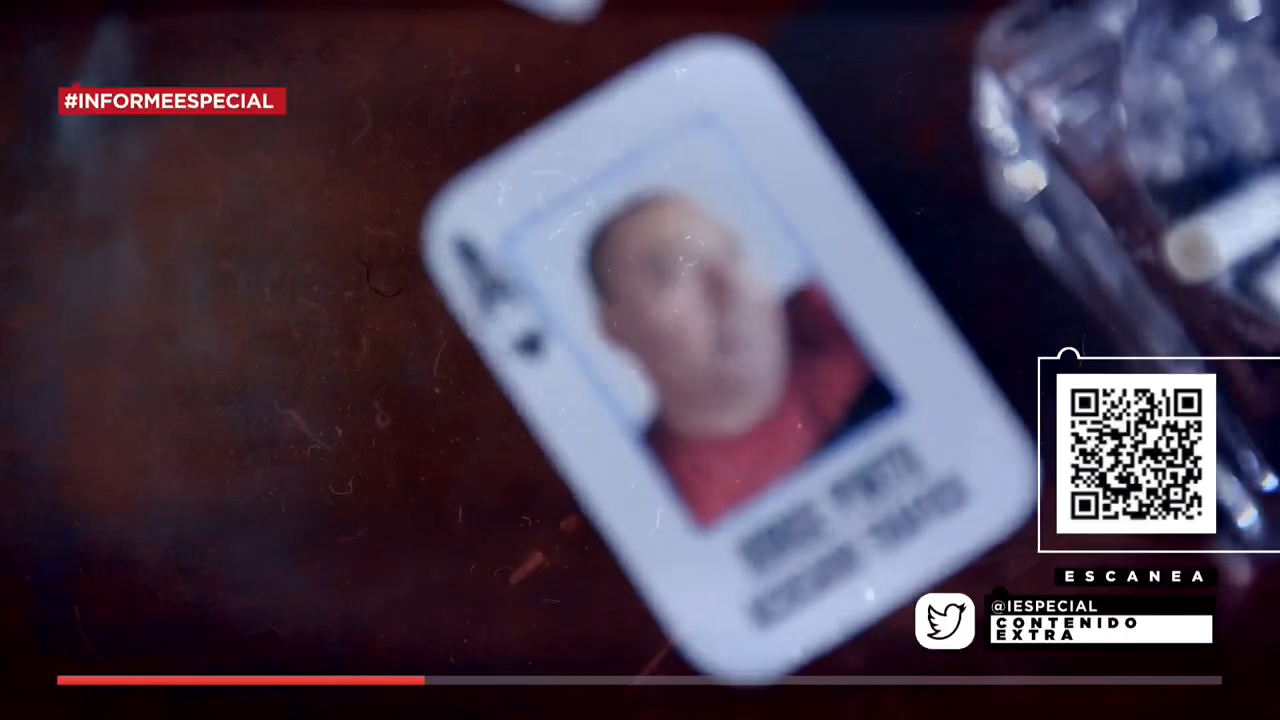 #INFORMEESPECIAL
A
ESCANEA
@IESPECIAL
CONTENIDO
EXTRA